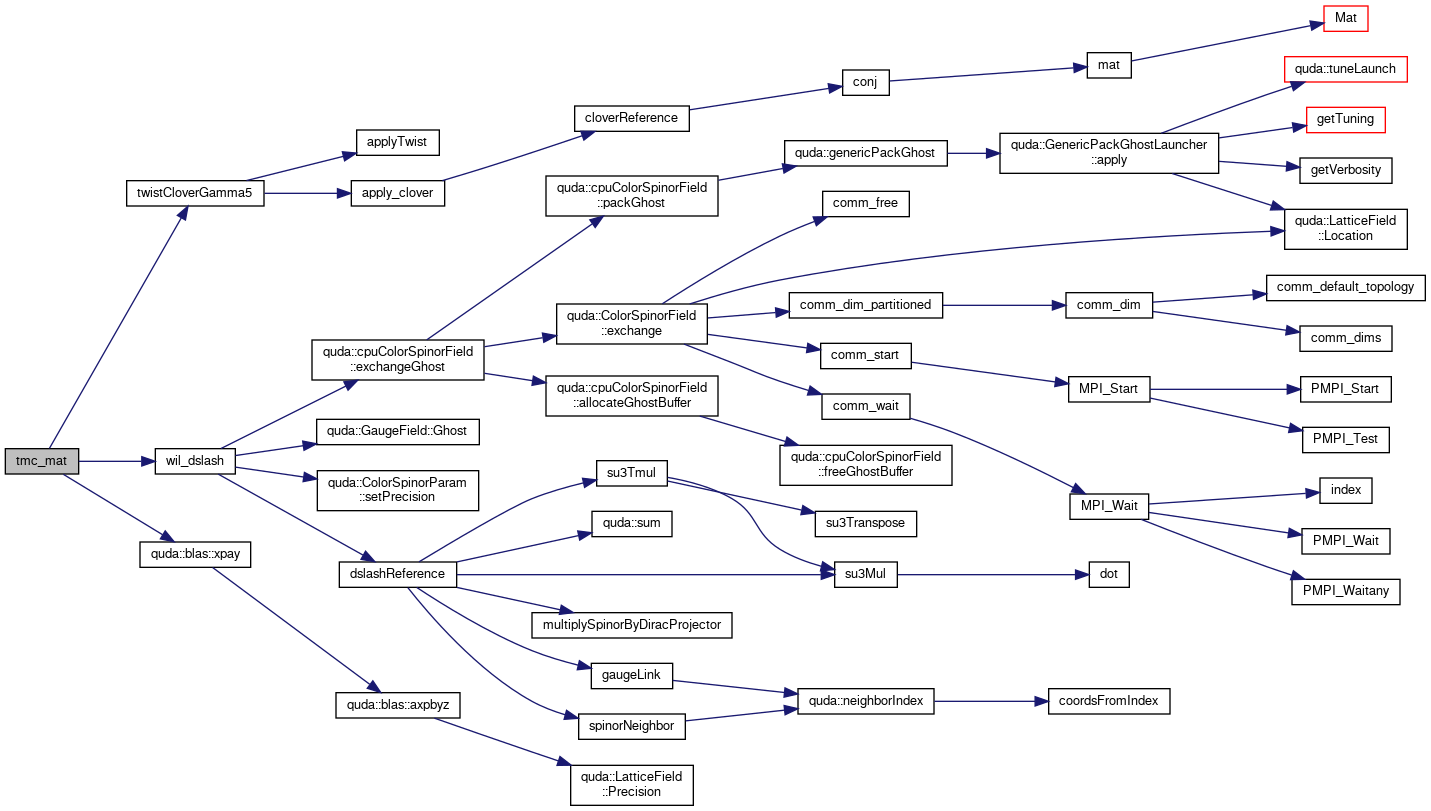 Mat
quda::tuneLaunch
mat
conj
getTuning
cloverReference
applyTwist
quda::genericPackGhost
quda::GenericPackGhostLauncher
::apply
getVerbosity
twistCloverGamma5
apply_clover
quda::cpuColorSpinorField
::packGhost
comm_free
quda::LatticeField
::Location
comm_default_topology
comm_dim_partitioned
comm_dim
quda::ColorSpinorField
::exchange
comm_dims
quda::cpuColorSpinorField
::exchangeGhost
comm_start
MPI_Start
PMPI_Start
quda::cpuColorSpinorField
::allocateGhostBuffer
comm_wait
quda::GaugeField::Ghost
PMPI_Test
tmc_mat
wil_dslash
quda::cpuColorSpinorField
::freeGhostBuffer
su3Tmul
quda::ColorSpinorParam
::setPrecision
index
MPI_Wait
quda::sum
su3Transpose
PMPI_Wait
quda::blas::xpay
dslashReference
su3Mul
dot
PMPI_Waitany
multiplySpinorByDiracProjector
gaugeLink
quda::neighborIndex
coordsFromIndex
quda::blas::axpbyz
spinorNeighbor
quda::LatticeField
::Precision